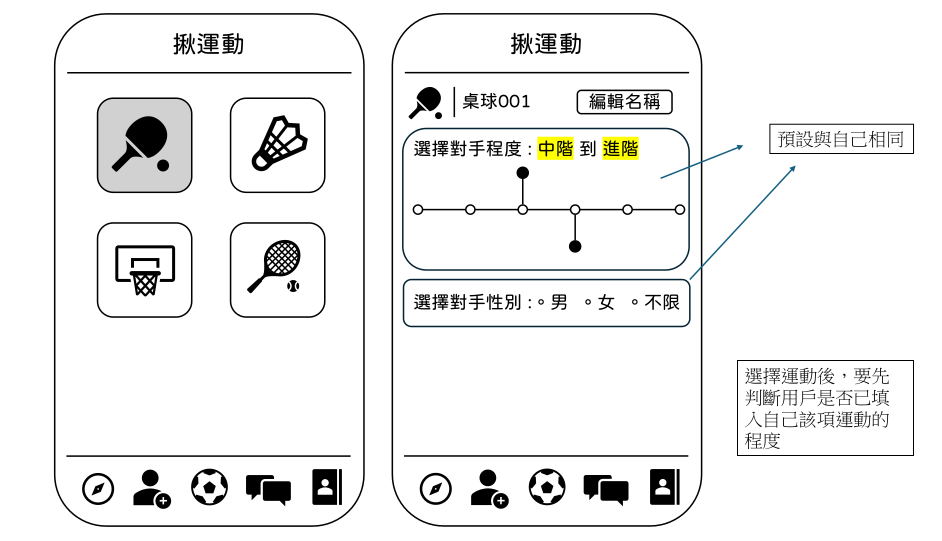 揪運動
揪運動
桌球001
編輯名稱
選擇對手程度 : 中階 到 進階
選擇對手性別 :。男 。女 。不限
預設與自己相同
選擇運動後，要先
判斷用戶是否已填
入自己該項運動的
程度